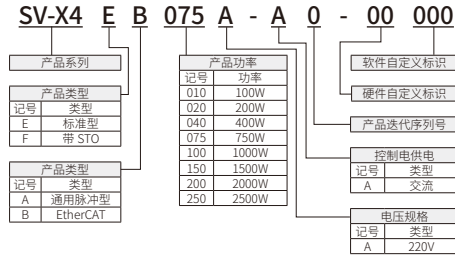 SV-X4 E B 075 A - A 0 - 00 000
产品系列
产品类型
记号 类型
E 标准型
F 带 STO
产品类型
记号 类型
A 通用脉冲型
B EtherCAT
产品功率
记号 功率
010 100W
020 200W
040 400W
075 750W
100 1000W
150 1500W
200 2000W
250 2500W
软件自定义标识
硬件自定义标识
产品迭代序列号
控制电供电
记号 类型
A 交流
电压规格
记号 类型
A 220V